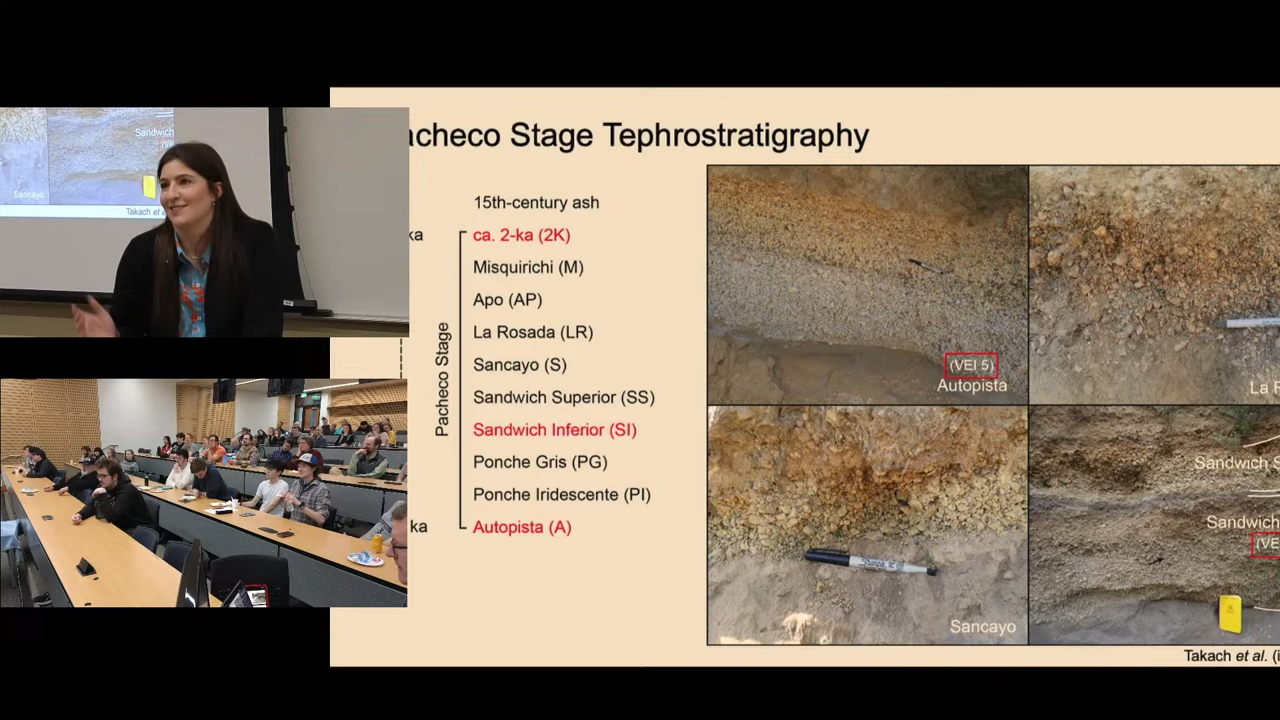 acheco Stage Tephrostratigraphy
15th-century ash
ka
ca. 2-ka (2K)
Misquirichi (M)
Apo (AP)
La Rosada (LR)
Sancayo (S)
Sandwich Superior (SS)
Sandwich Inferior (SI)
Ponche Gris (PG)
Ponche Iridescente (PI)
ka
Autopista (A)
Pacheco Stage
(VEI 5)
Autopista
La R
Sancayo
Sandwich S
Sandwich
(VE
Takach et al. (i
Sandwich
(VE
Sancayo
Takach et a